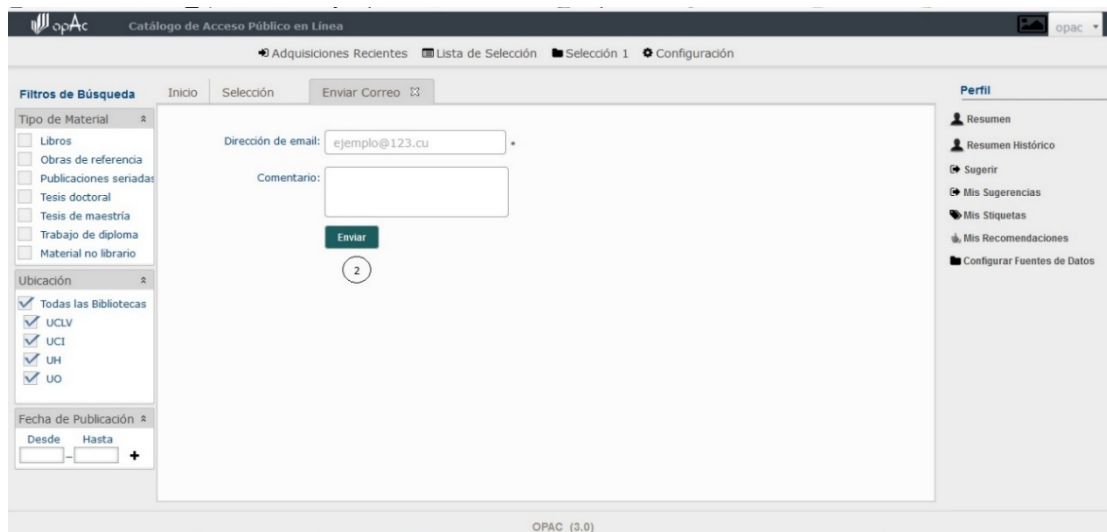 opAc
Catálogo de Acceso Público en Línea
opac
Adquisiciones Recientes Lista de Selección Selección 1 Configuración
Filtros de Búsqueda
Tipo de Material
Libros
Obras de referencia
Publicaciones seriadas
Tesis doctoral
Tesis de maestría
Trabajo de diploma
Material no librario
Ubicación
Todas las Bibliotecas
UCLV
UCI
UH
UO
Fecha de Publicación
Desde Hasta
– +
Inicio Selección Enviar Correo
Dirección de email: ejemplo@123.cu *
Comentario:
Enviar
2
Perfil
Resumen
Resumen Histórico
Sugerir
Mis Sugerencias
Mis Stiquetas
Mis Recomendaciones
Configurar Fuentes de Datos
OPAC (3.0)